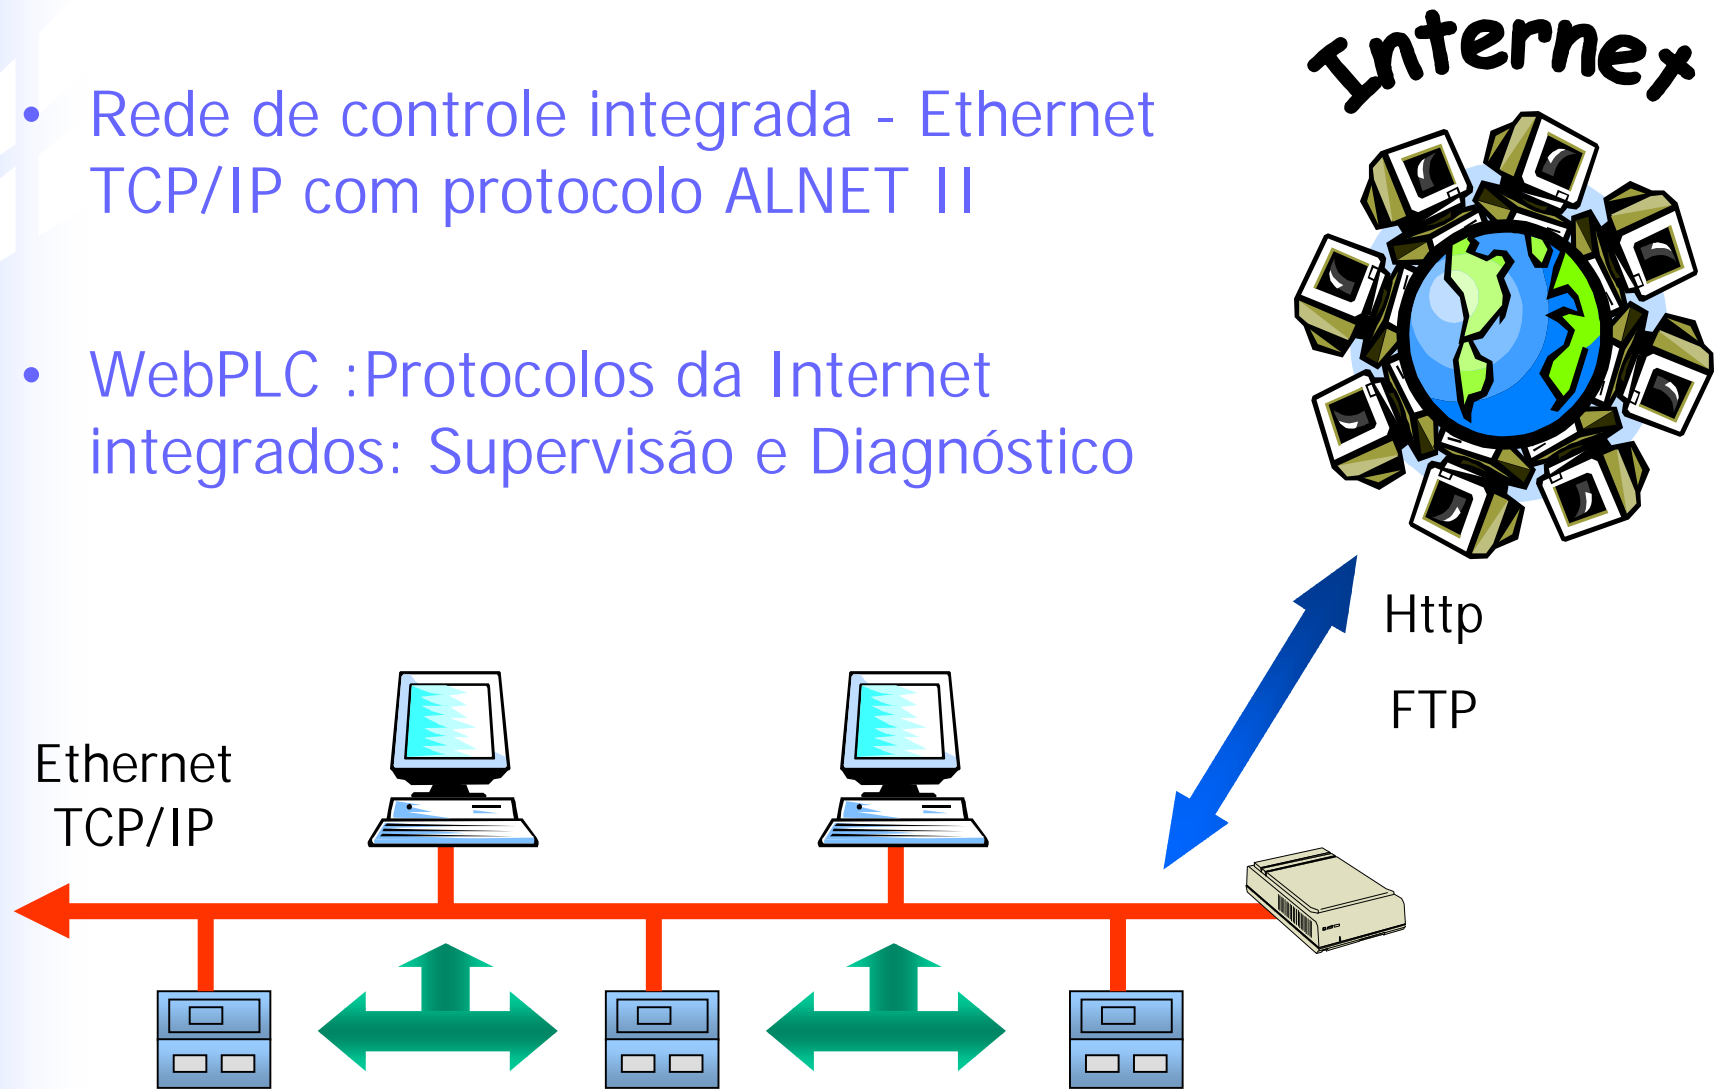 Internet
• Rede de controle integrada - Ethernet
TCP/IP com protocolo ALNET II
• WebPLC :Protocolos da Internet
integrados: Supervisão e Diagnóstico
Http
FTP
Ethernet
TCP/IP